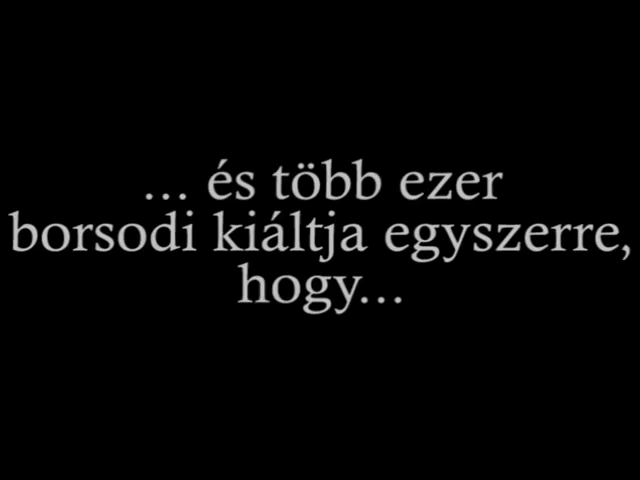 ... és több ezer
borsodi kiáltja egyszerre,
hogy...